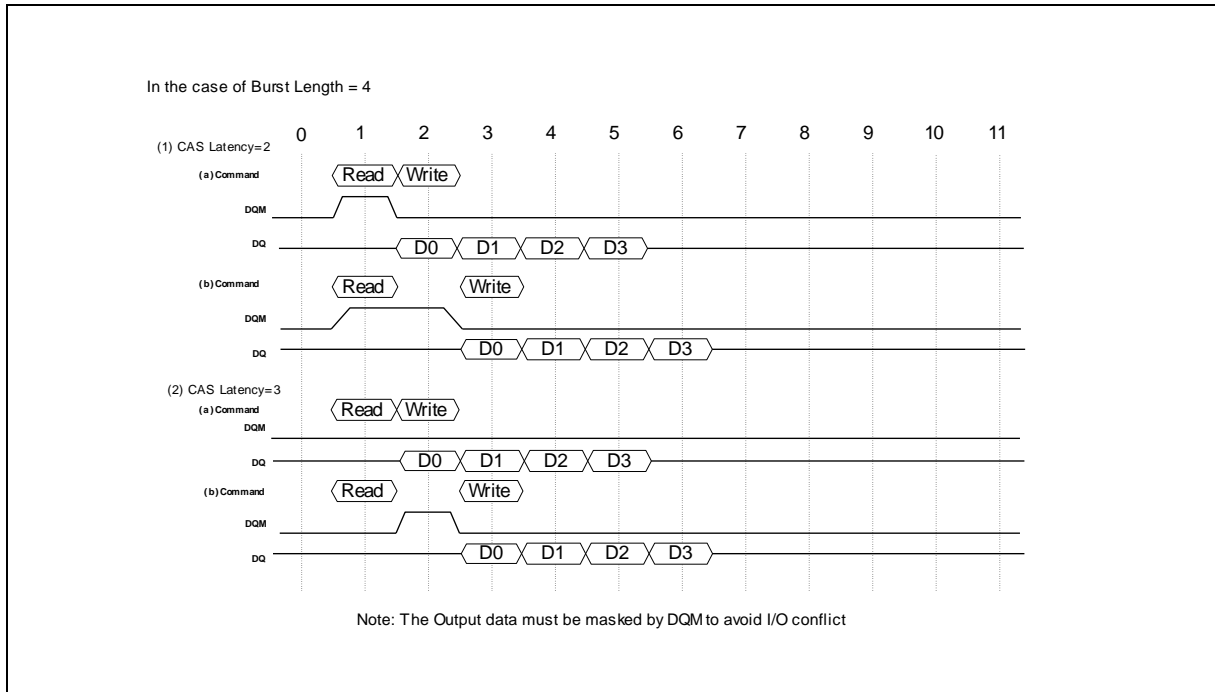 In the case of Burst Length = 4
0 1 2 3 4 5 6 7 8 9 10 11
(1) CAS Latency=2
(a) Command Read Write
DQM
DQ D0 D1 D2 D3
(b) Command Read Write
DQM
DQ D0 D1 D2 D3
(2) CAS Latency=3
(a) Command Read Write
DQM
DQ D0 D1 D2 D3
(b) Command Read Write
DQM
DQ D0 D1 D2 D3
Note: The Output data must be masked by DQM to avoid I/O conflict